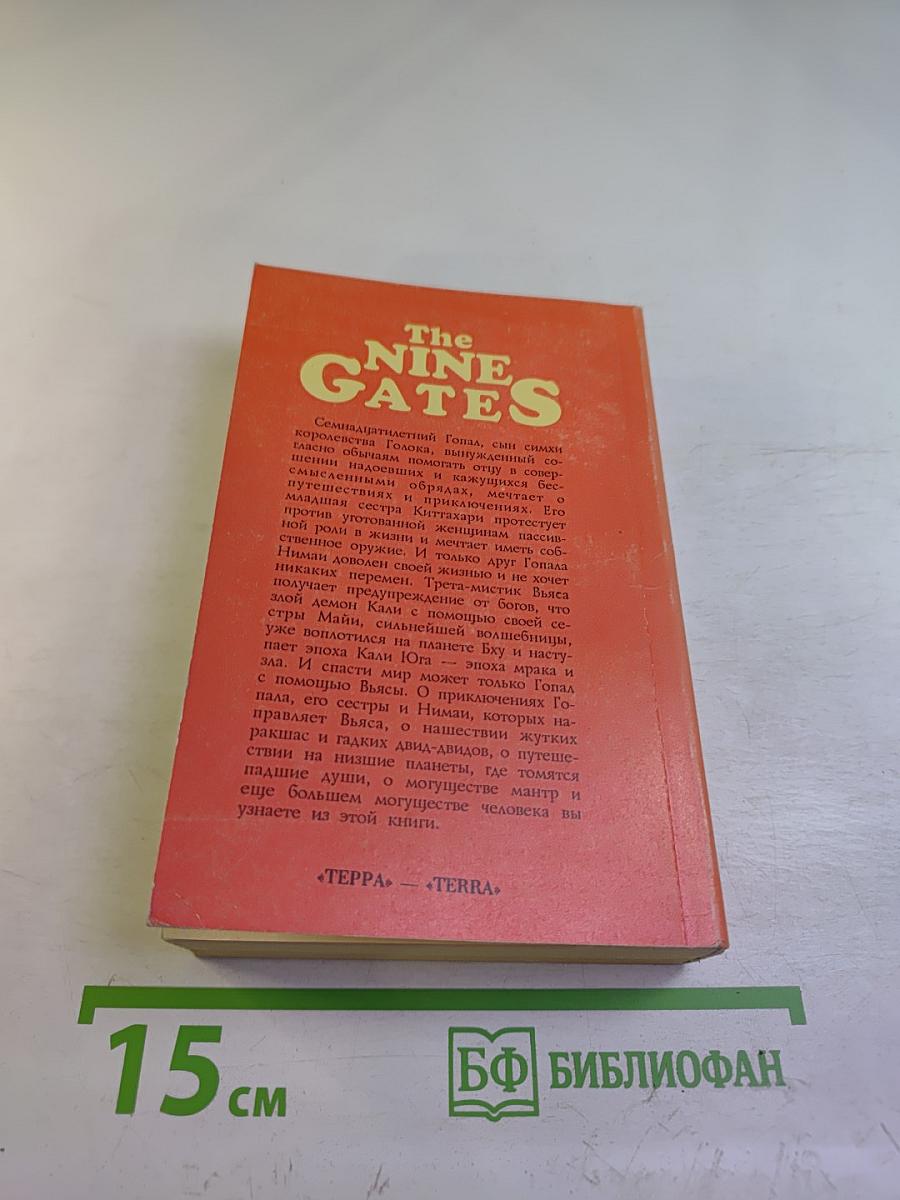 The
NINE
GATES
Семнадцатилетний Гопал, сын симхи
королевства Голока, вынужденный со-
гласно обычаям помогать отцу в совер-
шении надоевших и кажущихся бес-
смысленными обрядах, мечтает о
путешествиях и приключениях. Его
младшая сестра Киттахари протестует
против уготованной женщинам пассив-
ной роли в жизни и мечтает иметь соб-
ственное оружие. И только друг Гопала
Нимаи доволен своей жизнью и не хочет
никаких перемен. Трета-мистик Вьяса
получает предупреждение от богов, что
злой демон Кали с помощью своей се-
стры Майи, сильнейшей волшебницы,
уже воплотился на планете Бху и насту-
пает эпоха Кали Юга — эпоха мрака и
зла. И спасти мир может только Гопал
с помощью Вьясы. О приключениях Го-
пала, его сестры и Нимаи, которых на-
правляет Вьяса, о нашествии жутких
ракшас и гадких двид-двидов, о путеше-
ствии на низшие планеты, где томятся
падшие души, о могуществе мантр и
еще большем могуществе человека вы
узнаете из этой книги.
«ТЕРРА» — «TERRA»
15 см
БФ БИБЛИОФАН